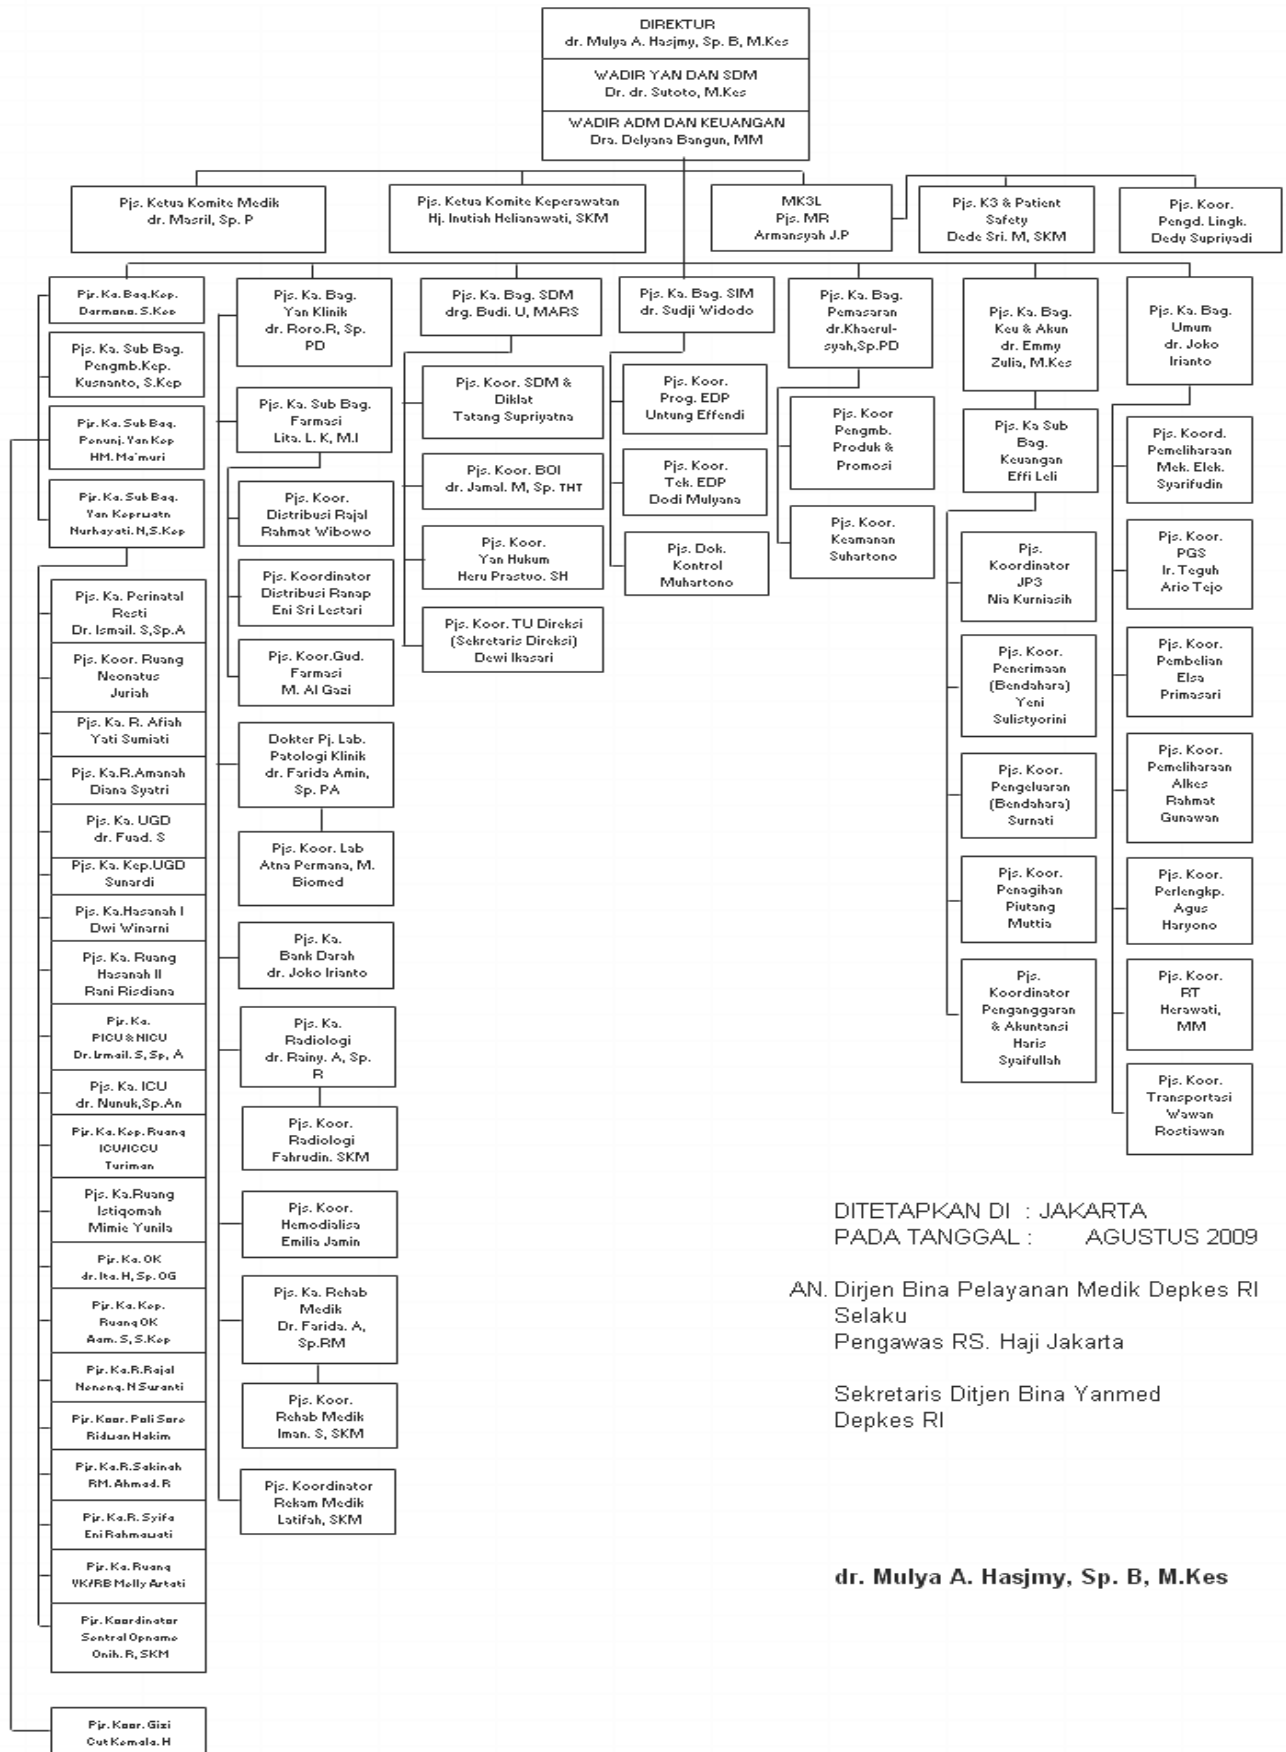 DIREKTUR
dr. Mulya A. Hasjmy, Sp. B, M.Kes
WADIR YAN DAN SDM
Dr. dr. Sutoto, M.Kes
WADIR ADM DAN KEUANGAN
Dra. Delyana Bangun, MM
Pjs. Ketua Komite Medik
dr. Masril, Sp. P
Pjs. Ketua Komite Keperawatan
Hj. Inutiah Helianawati, SKM
MK3L
Pjs. MR
Armansyah J.P
Pjs. K3 & Patient
Safety
Dede Sri. M, SKM
Pjs. Koor.
Pengd. Lingk.
Dedy Supriyadi
Pjs. Ka. Bag.Kep.
Darmono. S.Kep
Pjs. Ka. Sub Bag.
Pengmb.Kep.
Kusnanto, S.Kep
Pjs. Ka. Sub Bag.
Penunj. Yan Kep
HM. Ma'muri
Pjs. Ka. Sub Bag.
Yan Keprwatn
Nurhayati. N,S.Kep
Pjs. Ka. Perinatal
Resti
Dr. Ismail. S,Sp.A
Pjs. Koor. Ruang
Neonatus
Juriah
Pjs. Ka. R. Afiah
Yati Sumiati
Pjs. Ka.R.Amanah
Diana Syatri
Pjs. Ka. UGD
dr. Fuad. S
Pjs. Ka. Kep.UGD
Sunardi
Pjs. Ka.Hasanah I
Dwi Winarni
Pjs. Ka. Ruang
Hasanah II
Rani Risdiana
Pjs. Ka.
PICU & NICU
Dr. Ismail. S, Sp, A
Pjs. Ka. ICU
dr. Nunuk,Sp.An
Pjs. Ka. Kep. Ruang
ICU/ICCU
Turiman
Pjs. Ka.Ruang
Istiqomah
Mimie Yunila
Pjs. Ka. OK
dr. Ita. H, Sp. OG
Pjs. Ka. Kep.
Ruang OK
Aam. S, S.Kep
Pjs. Ka.R.Rajal
Neneng. N Suranti
Pjs. Koor. Poli Sore
Riduan Hakim
Pjs. Ka.R.Sakinah
RM. Ahmad. R
Pjs. Ka.R. Syifa
Eni Rahmawati
Pjs. Ka. Ruang
VK/RB Melly Artati
Pjs. Koordinator
Sentral Opname
Onih. R, SKM
Pjs. Koor. Gizi
Cut Kemala. H
Pjs. Ka. Bag.
Yan Klinik
dr. Roro.R, Sp.
PD
Pjs. Ka. Sub Bag.
Farmasi
Lita. L. K, M.I
Pjs. Koor.
Distribusi Rajal
Rahmat Wibowo
Pjs. Koordinator
Distribusi Ranap
Eni Sri Lestari
Pjs. Koor.Gud.
Farmasi
M. Al Gazi
Dokter Pj. Lab.
Patologi Klinik
dr. Farida Amin,
Sp. PA
Pjs. Koor. Lab
Atna Permana, M.
Biomed
Pjs. Ka.
Bank Darah
dr. Joko Irianto
Pjs. Ka.
Radiologi
dr. Rainy. A, Sp.
R
Pjs. Koor.
Radiologi
Fahrudin. SKM
Pjs. Koor.
Hemodialisa
Emilia Jamin
Pjs. Ka. Rehab
Medik
Dr. Farida. A,
Sp.RM
Pjs. Koor.
Rehab Medik
Iman. S, SKM
Pjs. Koordinator
Rekam Medik
Latifah, SKM
Pjs. Ka. Bag. SDM
drg. Budi. U, MARS
Pjs. Koor. SDM &
Diklat
Tatang Supriyatna
Pjs. Koor. BOI
dr. Jamal. M, Sp. THT
Pjs. Koor.
Yan Hukum
Heru Prastvo. SH
Pjs. Koor. TU Direksi
(Sekretaris Direksi)
Dewi Ikasari
Pjs. Ka. Bag. SIM
dr. Sudji Widodo
Pjs. Koor.
Prog. EDP
Untung Effendi
Pjs. Koor.
Tek. EDP
Dodi Mulyana
Pjs. Dok.
Kontrol
Muhartono
Pjs. Ka. Bag.
Pemasaran
dr.Khaerul-
syah,Sp.PD
Pjs. Koor
Pengmb.
Produk &
Promosi
Pjs. Koor.
Keamanan
Suhartono
Pjs. Ka. Bag.
Keu & Akun
dr. Emmy
Zulia, M.Kes
Pjs. Ka Sub
Bag.
Keuangan
Effi Leli
Pjs.
Koordinator
JP3
Nia Kurniasih
Pjs. Koor.
Penerimaan
(Bendahara)
Yeni
Sulistyorini
Pjs. Koor.
Pengeluaran
(Bendahara)
Surnati
Pjs. Koor.
Penagihan
Piutang
Muttia
Pjs.
Koordinator
Penganggaran
& Akuntansi
Haris
Syaifullah
Pjs. Ka. Bag.
Umum
dr. Joko
Irianto
Pjs. Koord.
Pemeliharaan
Mek. Elek.
Syarifudin
Pjs. Koor.
PGS
Ir. Teguh
Ario Tejo
Pjs. Koor.
Pembelian
Elsa
Primasari
Pjs. Koor.
Pemeliharaan
Alkes
Rahmat
Gunawan
Pjs. Koor.
Perlengkp.
Agus
Haryono
Pjs. Koor.
RT
Herawati,
MM
Pjs. Koor.
Transportasi
Wawan
Rostiawan
DITETAPKAN DI : JAKARTA
PADA TANGGAL : AGUSTUS 2009
AN. Dirjen Bina Pelayanan Medik Depkes RI
Selaku
Pengawas RS. Haji Jakarta
Sekretaris Ditjen Bina Yanmed
Depkes RI
dr. Mulya A. Hasjmy, Sp. B, M.Kes